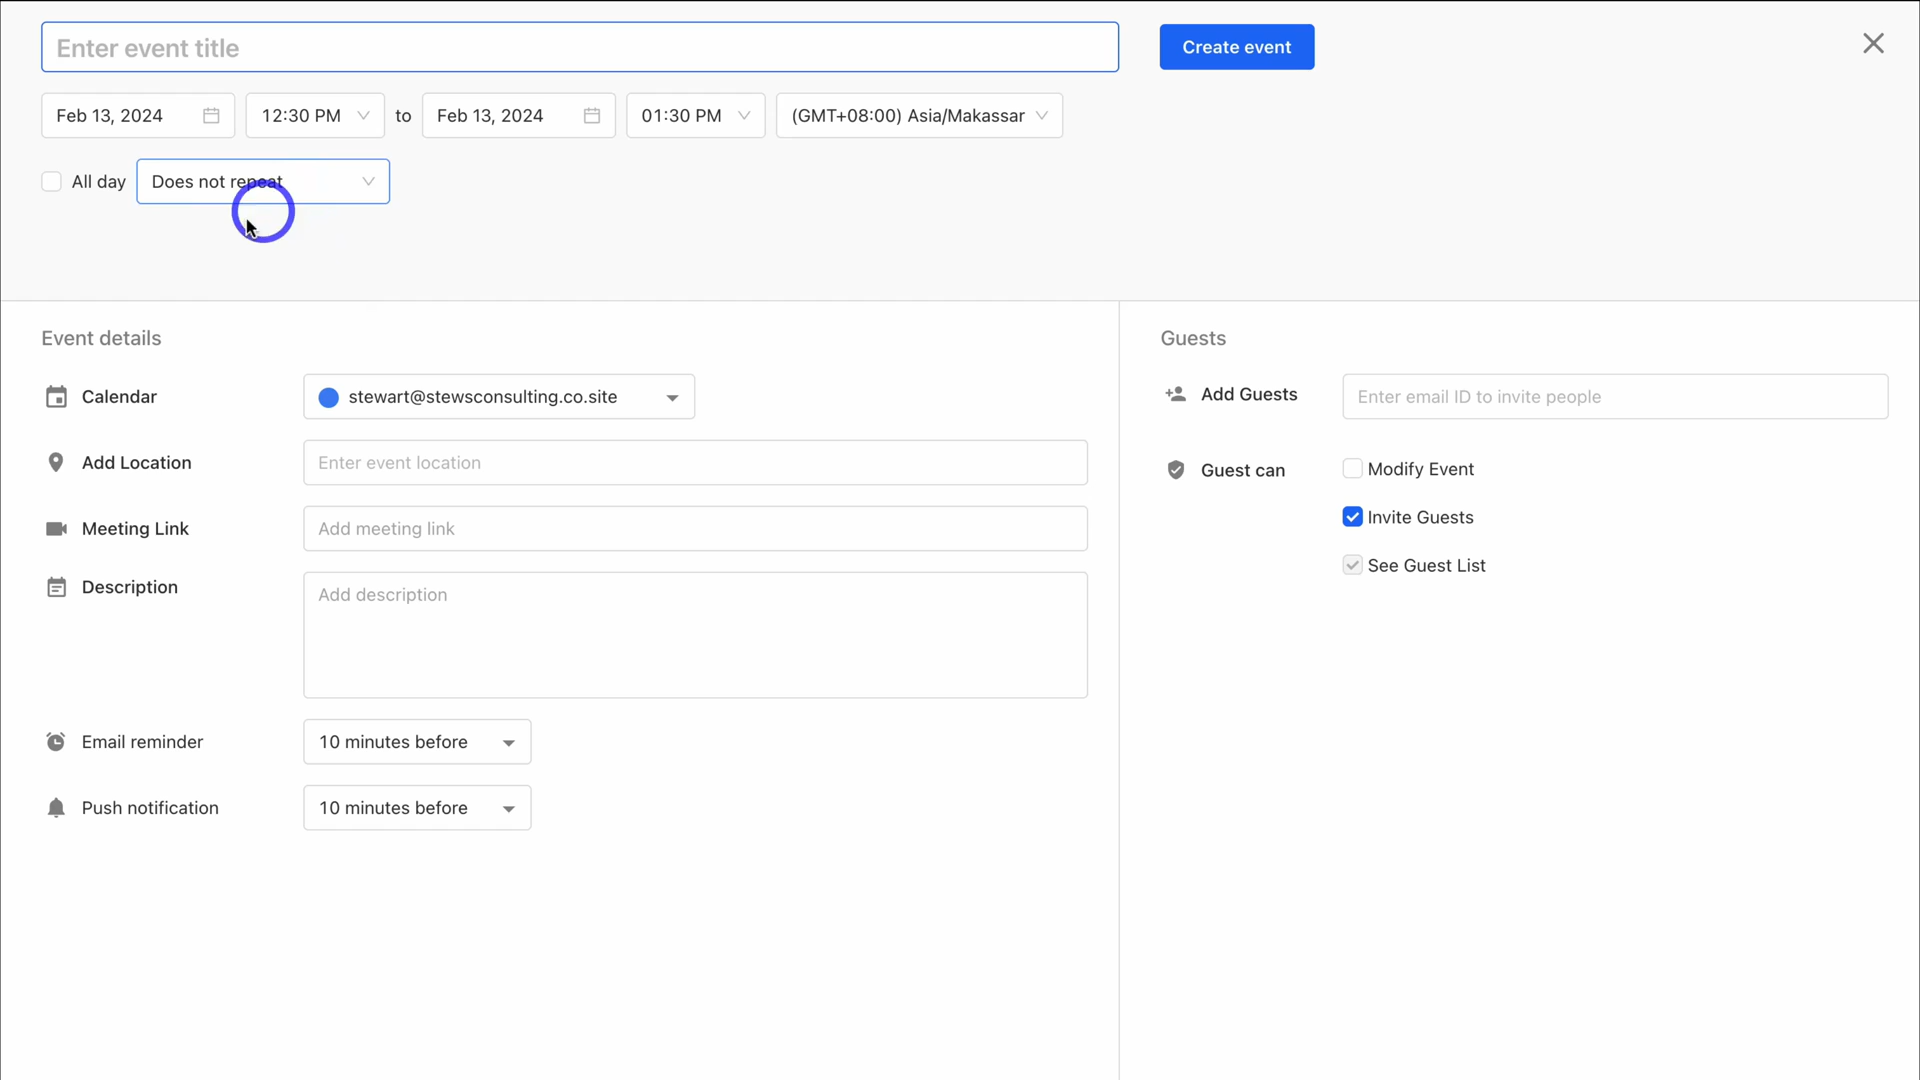 Enter event title
Create event
Feb 13, 2024 12:30 PM to Feb 13, 2024 01:30 PM (GMT+08:00) Asia/Makassar
All day Does not repeat
Event details
Guests
Calendar stewart@stewsconsulting.co.site
Add Guests Enter email ID to invite people
Add Location Enter event location
Guest can Modify Event
Invite Guests
See Guest List
Meeting Link Add meeting link
Description Add description
Email reminder 10 minutes before
Push notification 10 minutes before